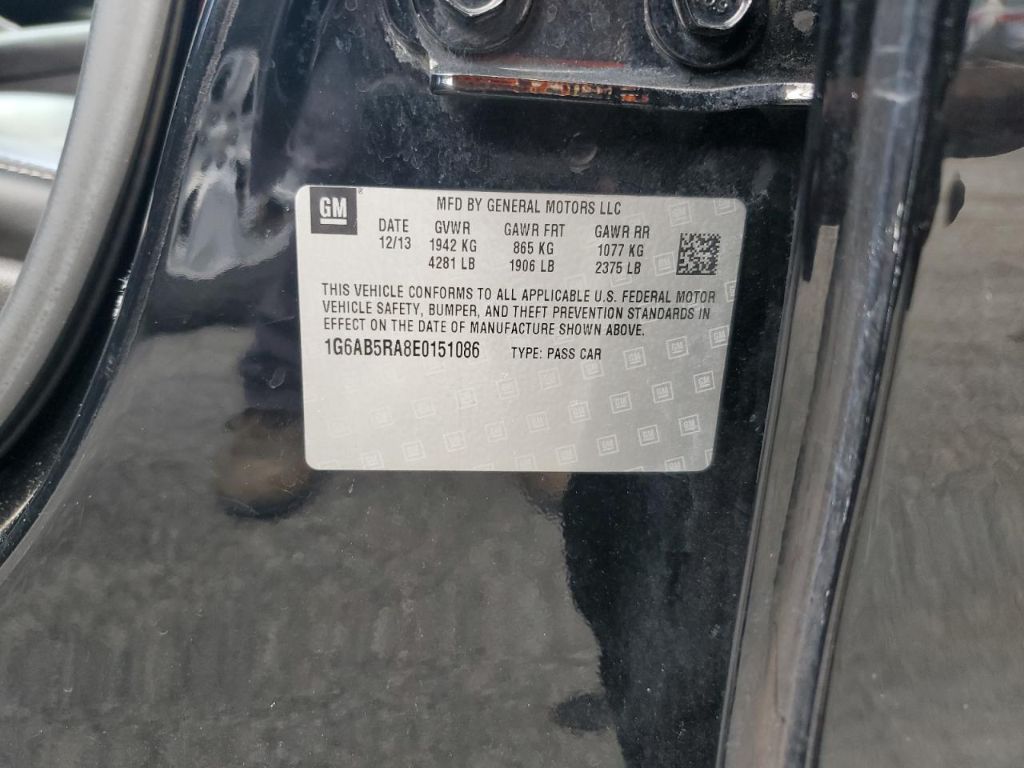 GM
MFD BY GENERAL MOTORS LLC
DATE GVWR GAWR FRT GAWR RR
12/13 1942 KG 865 KG 1077 KG
4281 LB 1906 LB 2375 LB
THIS VEHICLE CONFORMS TO ALL APPLICABLE U.S. FEDERAL MOTOR
VEHICLE SAFETY, BUMPER, AND THEFT PREVENTION STANDARDS IN
EFFECT ON THE DATE OF MANUFACTURE SHOWN ABOVE.
1G6AB5RA8E0151086 TYPE: PASS CAR